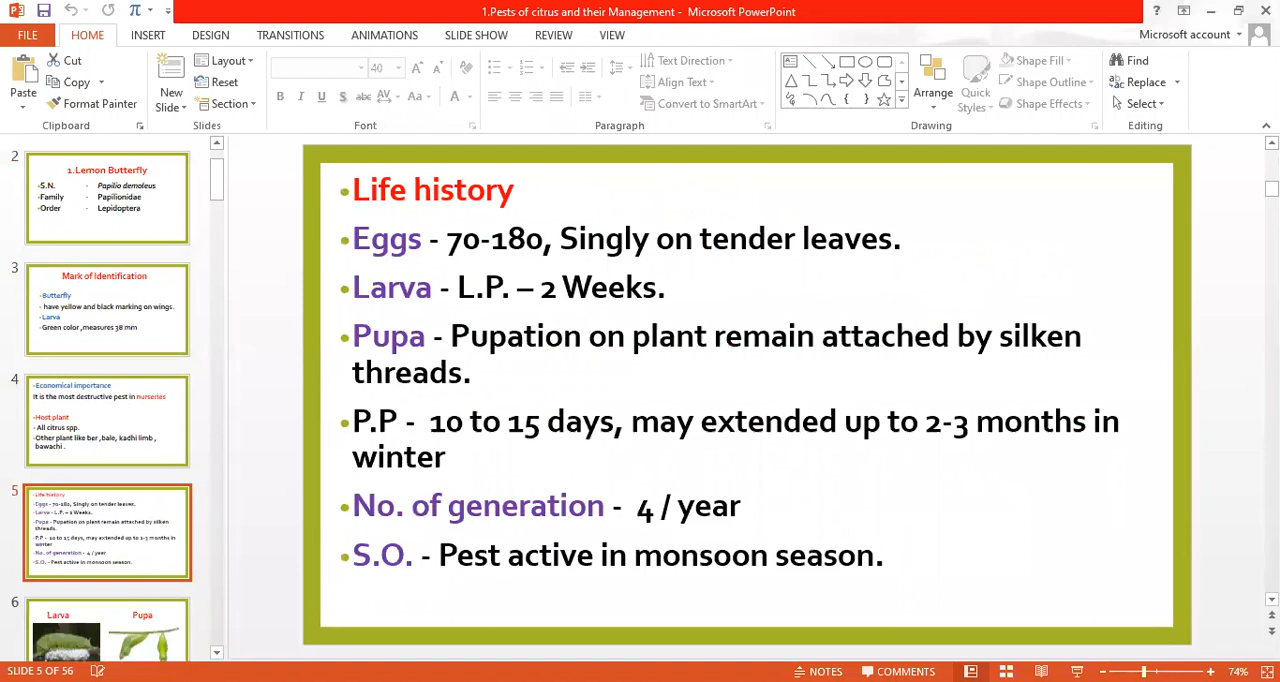 1.Pests of citrus and their Management - Microsoft PowerPoint
FILE HOME INSERT DESIGN TRANSITIONS ANIMATIONS SLIDE SHOW REVIEW VIEW Microsoft account
Paste
Cut
Copy
Format Painter
Clipboard
New
Slide
Layout
Reset
Section
Slides
40
B I U S abc AV Aa A
Font
Text Direction
Align Text
Convert to SmartArt
Paragraph
Arrange
Quick
Styles
Shape Fill
Shape Outline
Shape Effects
Drawing
Find
Replace
Select
Editing
2
1.Lemon Butterfly
•S.N. - Papilio demoleus
•Family - Papilionidae
•Order - Lepidoptera
3
Mark of Identification
•Butterfly
- have yellow and black marking on wings.
•Larva
•Green color ,measures 38 mm
4
•Economical importance
It is the most destructive pest in nurseries
•Host plant
- All citrus spp.
- Other plant like ber ,bale, kadhi limb ,
bawachi .
5
•Life history
•Eggs - 70-180, Singly on tender leaves.
•Larva - L.P. – 2 Weeks.
•Pupa - Pupation on plant remain attached by silken
threads.
•P.P - 10 to 15 days, may extended up to 2-3 months in
winter
•No. of generation - 4 / year
•S.O. - Pest active in monsoon season.
6
Larva Pupa
•Life history
•Eggs - 70-180, Singly on tender leaves.
•Larva - L.P. – 2 Weeks.
•Pupa - Pupation on plant remain attached by silken
threads.
•P.P - 10 to 15 days, may extended up to 2-3 months in
winter
•No. of generation - 4 / year
•S.O. - Pest active in monsoon season.
SLIDE 5 OF 56 NOTES COMMENTS 74%